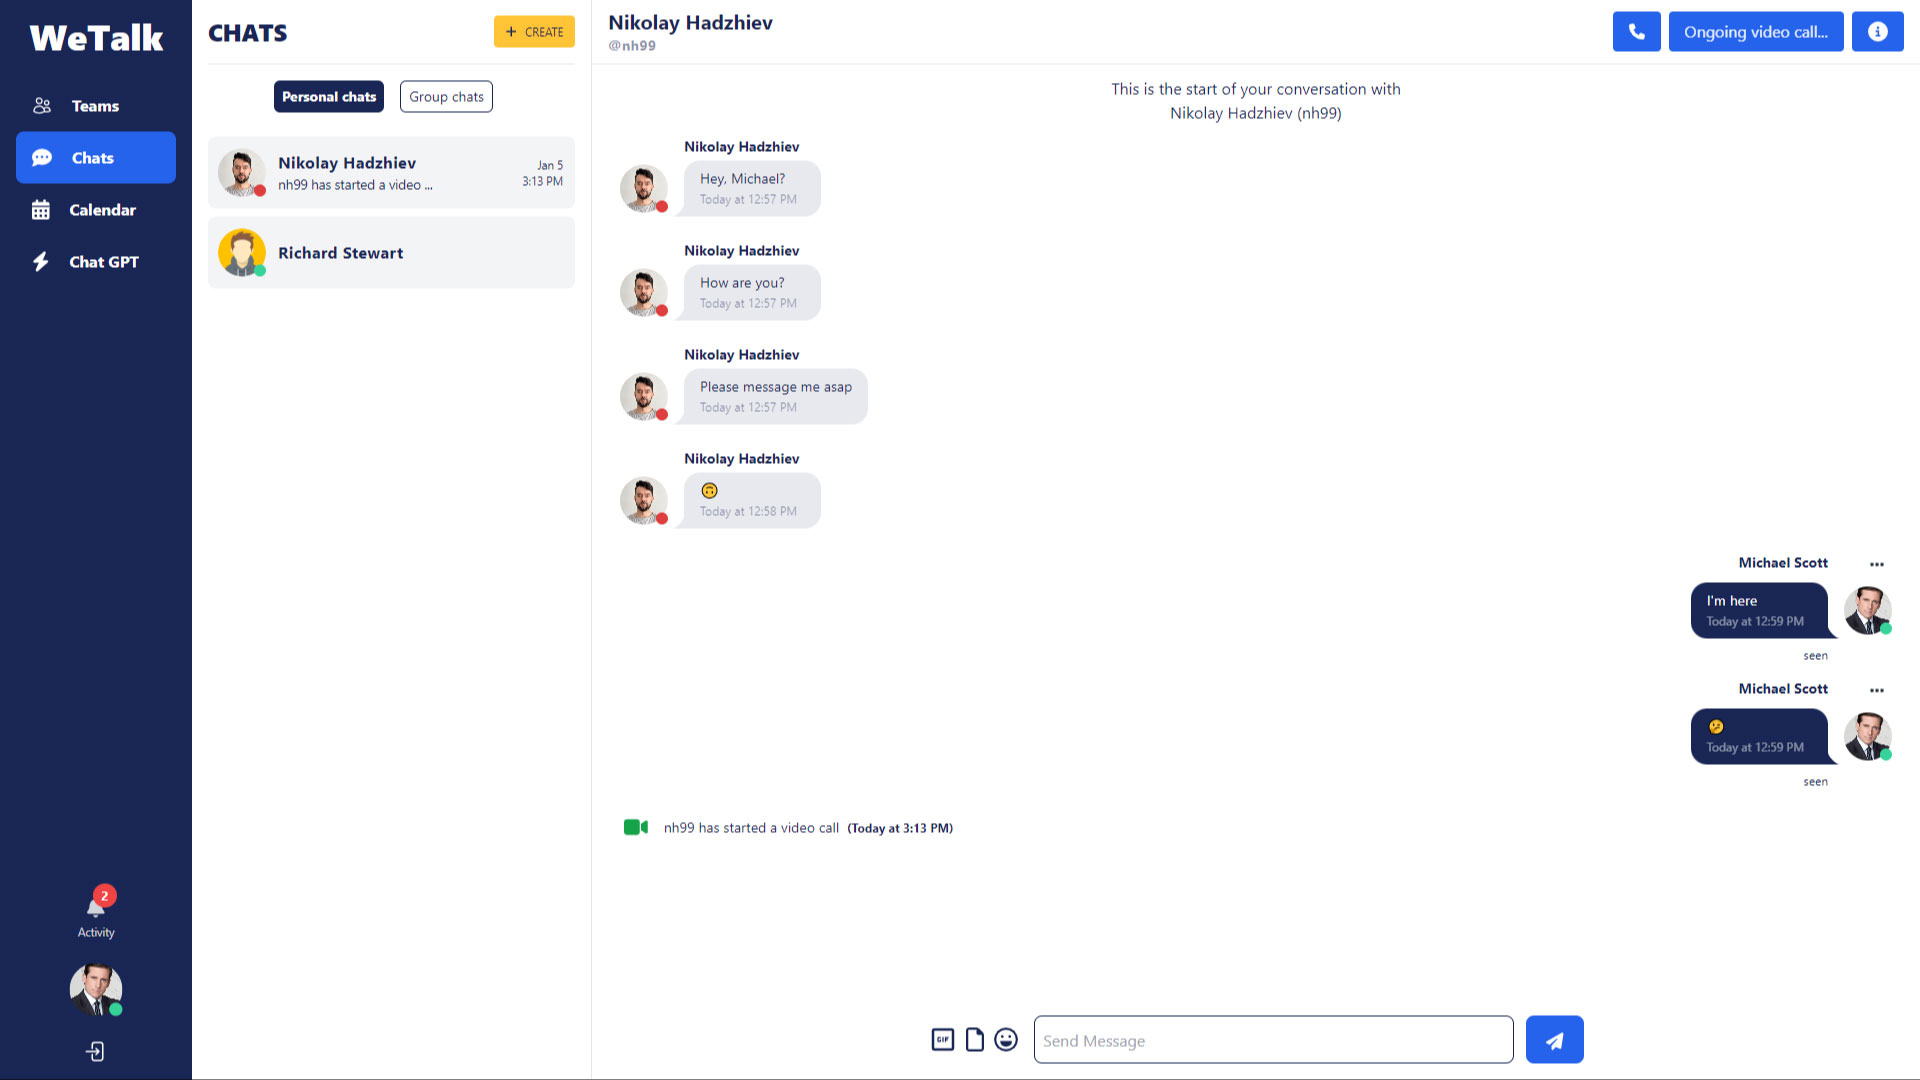 WeTalk
Teams
Chats
Calendar
Chat GPT
2
Activity
CHATS
+ CREATE
Personal chats
Group chats
Nikolay Hadzhiev
Jan 5
nh99 has started a video ...
3:13 PM
Richard Stewart
Nikolay Hadzhiev
@nh99
Ongoing video call...
This is the start of your conversation with
Nikolay Hadzhiev (nh99)
Nikolay Hadzhiev
Hey, Michael?
Today at 12:57 PM
Nikolay Hadzhiev
How are you?
Today at 12:57 PM
Nikolay Hadzhiev
Please message me asap
Today at 12:57 PM
Nikolay Hadzhiev
🙃
Today at 12:58 PM
Michael Scott
I'm here
Today at 12:59 PM
seen
Michael Scott
🤔
Today at 12:59 PM
seen
nh99 has started a video call (Today at 3:13 PM)
GIF
Send Message